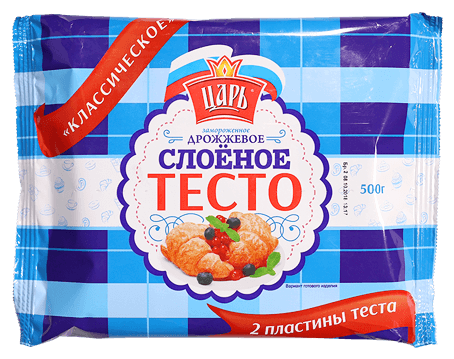 «КЛАССИЧЕСКОЕ»
ЦАРЬ
замороженное
ДРОЖЖЕВОЕ
СЛОЁНОЕ
ТЕСТО
500г
Вариант готового изделия
2 пластины теста